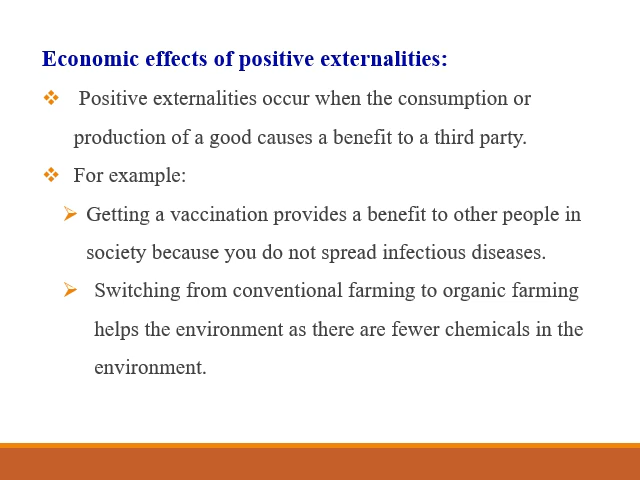 Economic effects of positive externalities:
❖ Positive externalities occur when the consumption or
production of a good causes a benefit to a third party.
❖ For example:
➢ Getting a vaccination provides a benefit to other people in
society because you do not spread infectious diseases.
➢ Switching from conventional farming to organic farming
helps the environment as there are fewer chemicals in the
environment.